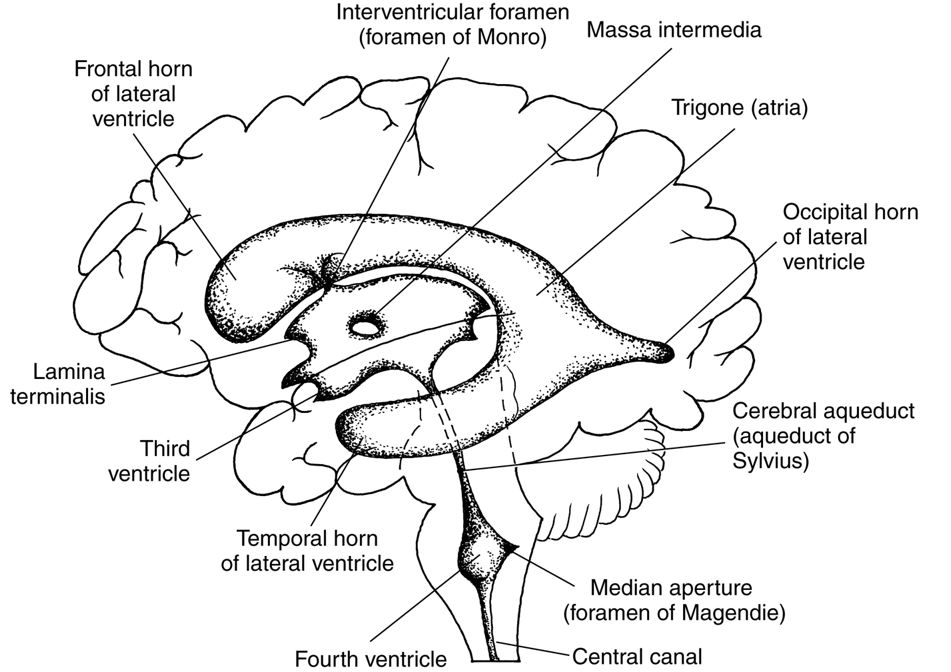 Interventricular foramen
(foramen of Monro)
Massa intermedia
Frontal horn
of lateral
ventricle
Trigone (atria)
Occipital horn
of lateral
ventricle
Lamina
terminalis
Cerebral aqueduct
(aqueduct of
Sylvius)
Third
ventricle
Temporal horn
of lateral ventricle
Median aperture
(foramen of Magendie)
Fourth ventricle
Central canal